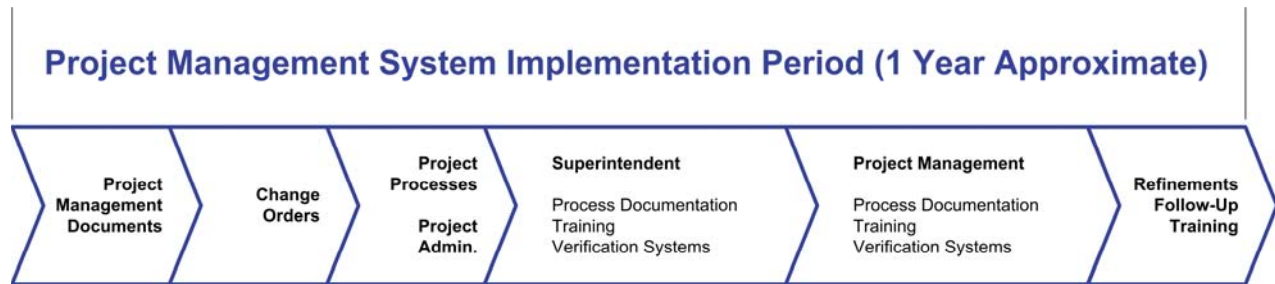 Project Management System Implementation Period (1 Year Approximate)
Project
Management
Documents
Change
Orders
Project
Processes
Project
Admin.
Superintendent
Process Documentation
Training
Verification Systems
Project Management
Process Documentation
Training
Verification Systems
Refinements
Follow-Up
Training